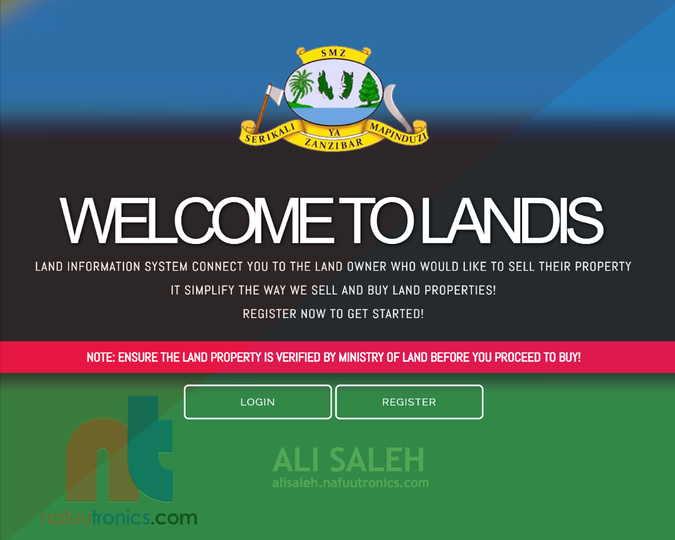 SMZ
SERIKALI YA MAPINDUZI
ZANZIBAR
WELCOME TO LANDIS
LAND INFORMATION SYSTEM CONNECT YOU TO THE LAND OWNER WHO WOULD LIKE TO SELL THEIR PROPERTY
IT SIMPLIFY THE WAY WE SELL AND BUY LAND PROPERTIES!
REGISTER NOW TO GET STARTED!
NOTE: ENSURE THE LAND PROPERTY IS VERIFIED BY MINISTRY OF LAND BEFORE YOU PROCEED TO BUY!
LOGIN REGISTER
nt
nafuutronics.com
ALI SALEH
alisaleh.nafuutronics.com